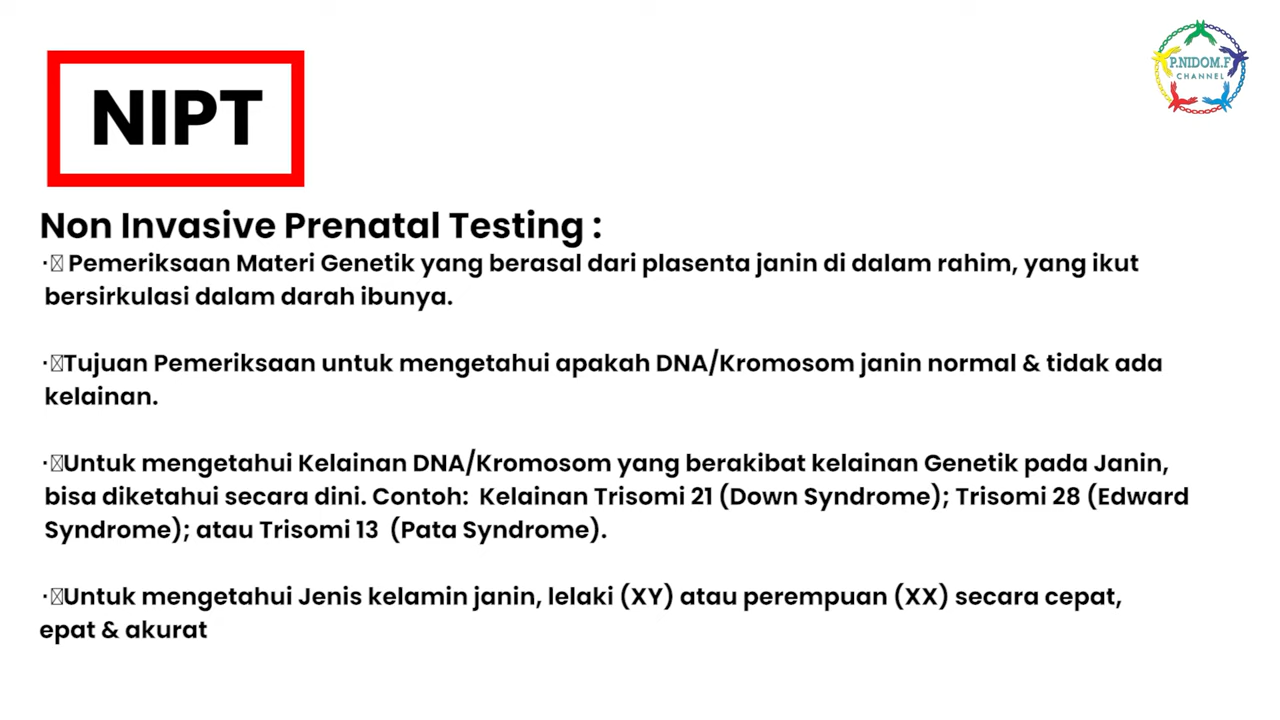 P.NIDOM.F
CHANNEL
NIPT
Non Invasive Prenatal Testing :
· Pemeriksaan Materi Genetik yang berasal dari plasenta janin di dalam rahim, yang ikut
bersirkulasi dalam darah ibunya.
·Tujuan Pemeriksaan untuk mengetahui apakah DNA/Kromosom janin normal & tidak ada
kelainan.
·Untuk mengetahui Kelainan DNA/Kromosom yang berakibat kelainan Genetik pada Janin,
bisa diketahui secara dini. Contoh:  Kelainan Trisomi 21 (Down Syndrome); Trisomi 28 (Edward
Syndrome); atau Trisomi 13  (Pata Syndrome).
·Untuk mengetahui Jenis kelamin janin, lelaki (XY) atau perempuan (XX) secara cepat,
epat & akurat